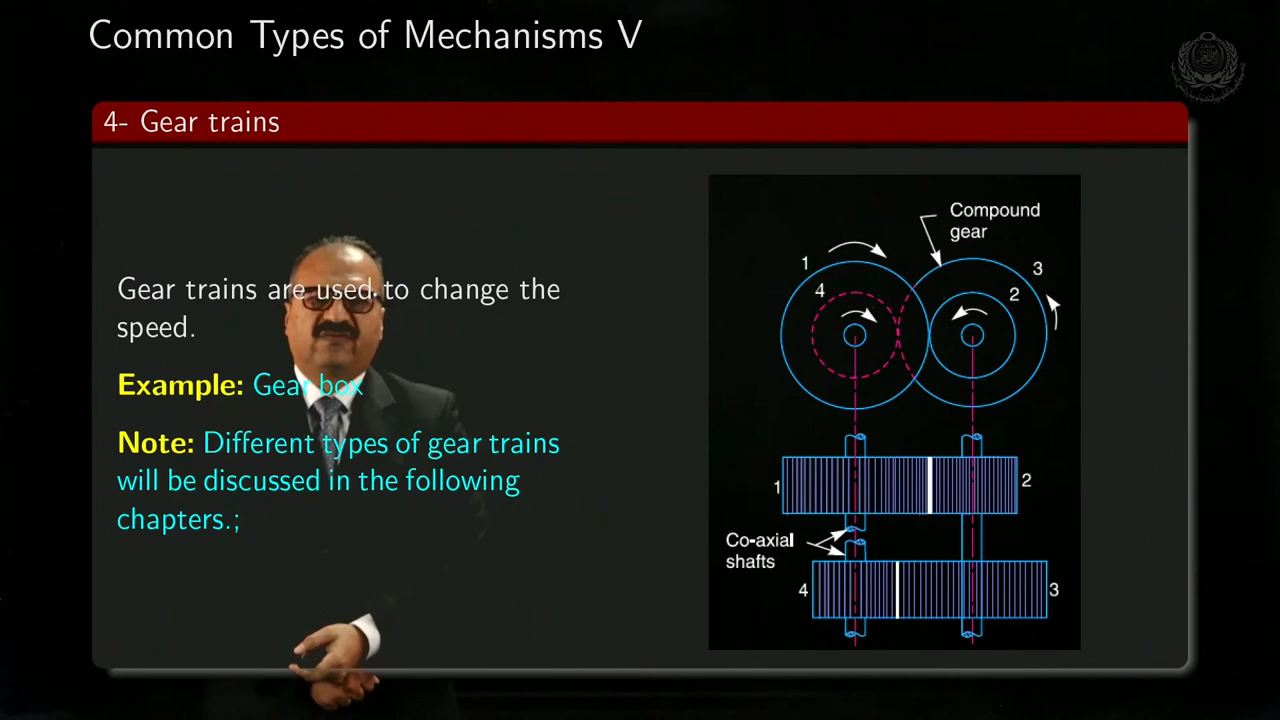 Common Types of Mechanisms V
4- Gear trains
Gear trains are used to change the
speed.
Example: Gear box
Note: Different types of gear trains
will be discussed in the following
chapters.;
Compound
gear
1
3
4
2
1
2
Co-axial
shafts
4
3